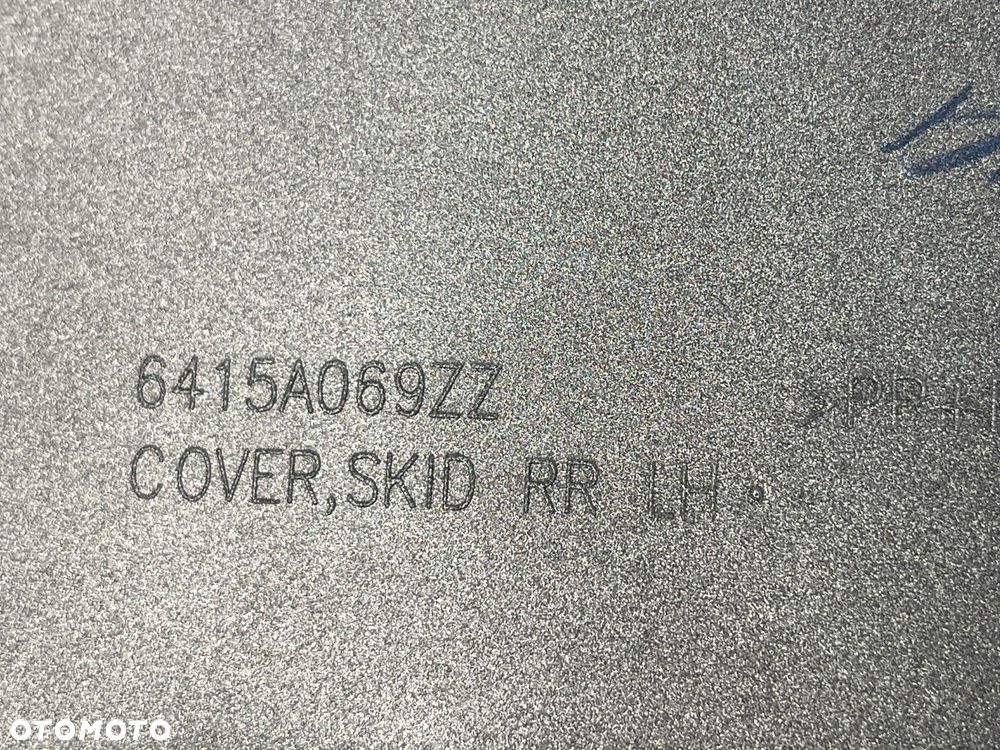 6415A069ZZ
COVER,SKID RR LH
OTOMOTO